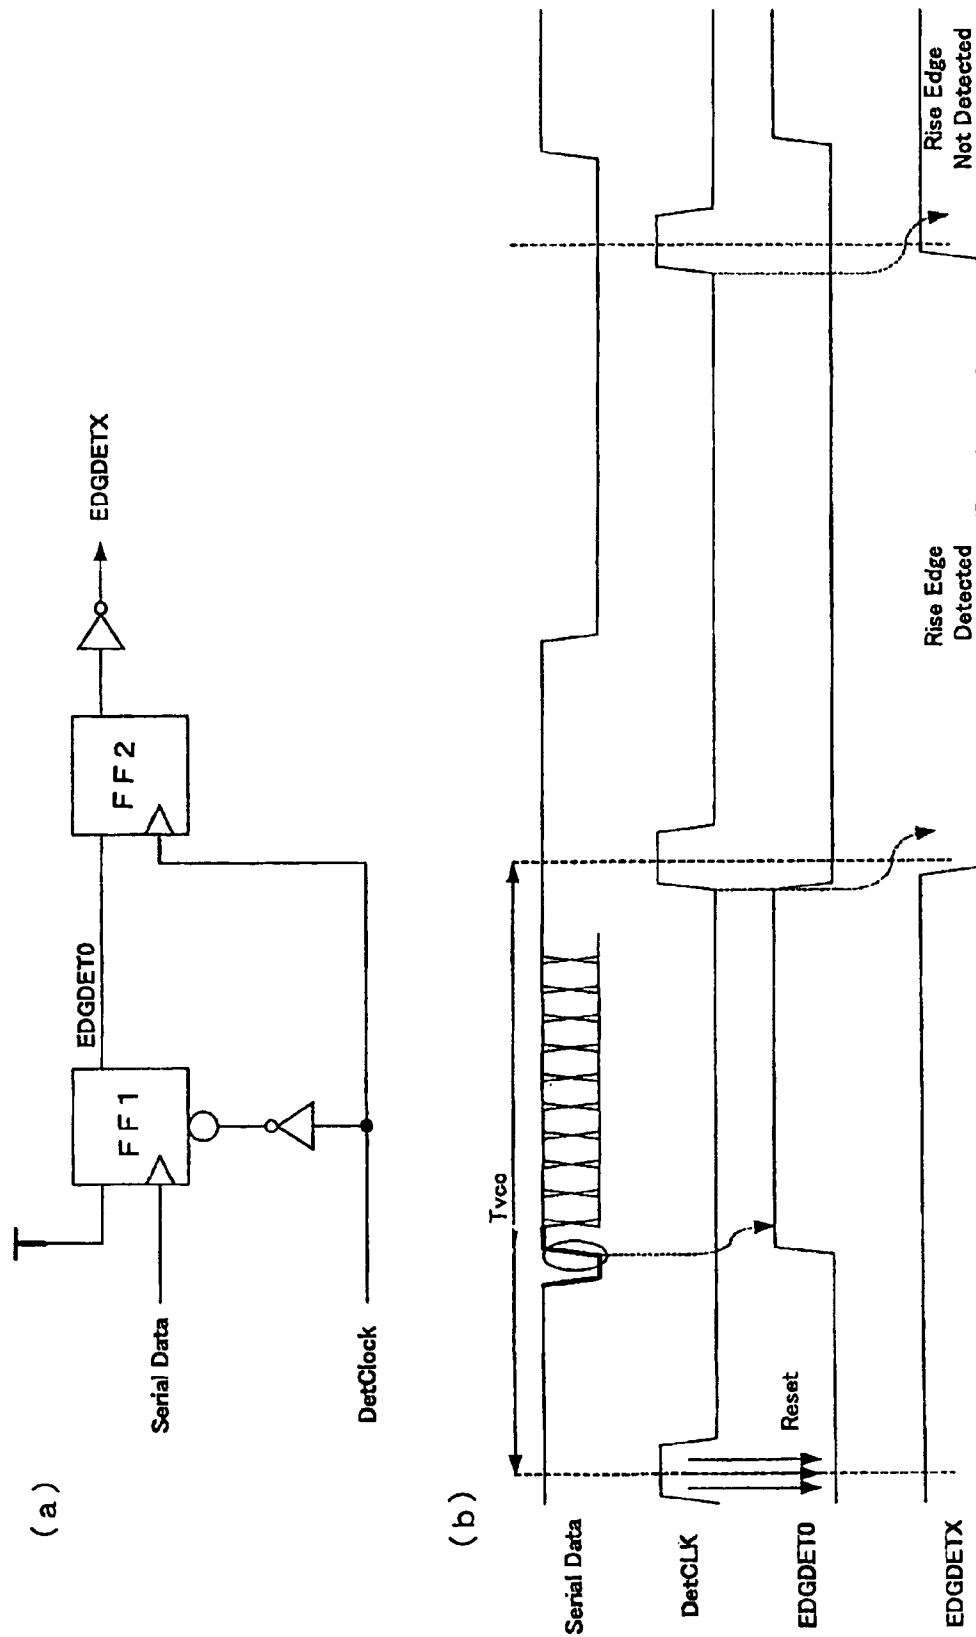 (a)
EDGDET0
EDGDETX
FF1
FF2
Serial Data
DetClock
(b)
Tvco
Serial Data
DetCLK
Reset
EDGDET0
EDGDETX
Rise Edge
Detected
Rise Edge
Not Detected